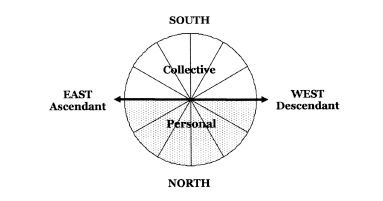 SOUTH
Collective
EAST
Ascendant
WEST
Descendant
Personal
NORTH